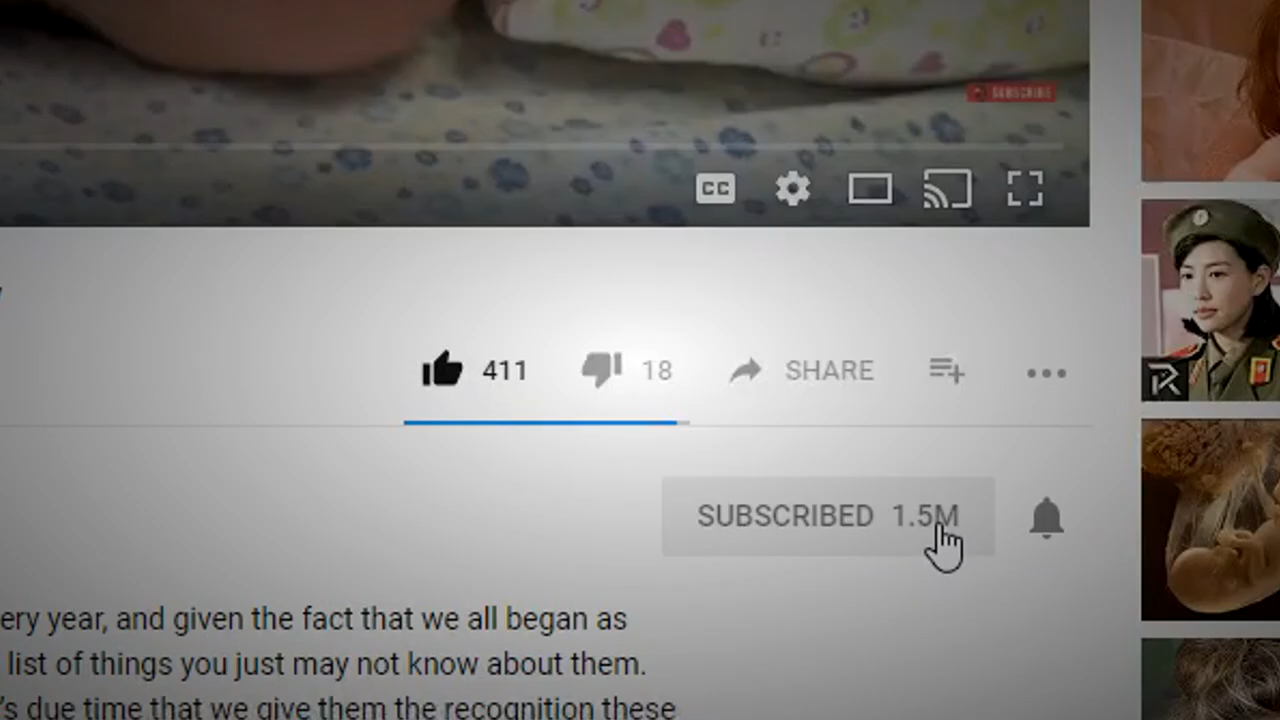 SUBSCRIBE
CC
411 18 SHARE
SUBSCRIBED 1.5M
ery year, and given the fact that we all began as
list of things you just may not know about them.
's due time that we give them the recognition these